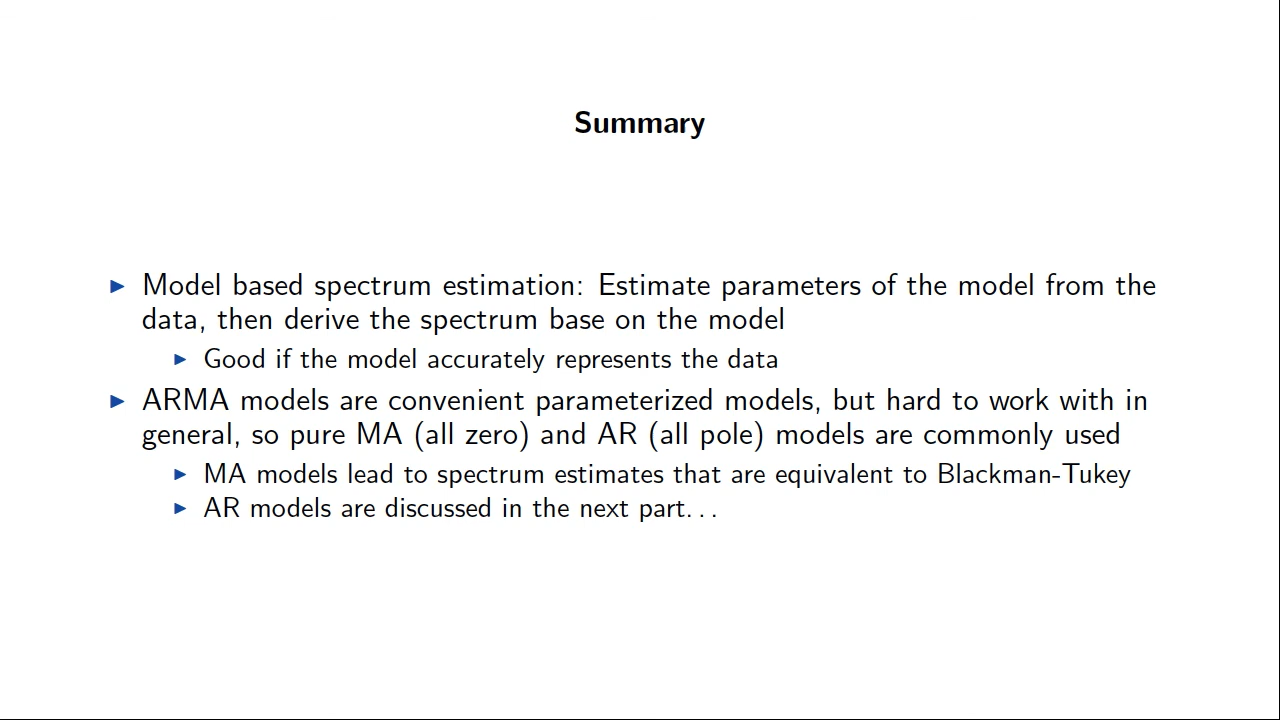 Summary
Model based spectrum estimation: Estimate parameters of the model from the
data, then derive the spectrum base on the model
Good if the model accurately represents the data
ARMA models are convenient parameterized models, but hard to work with in
general, so pure MA (all zero) and AR (all pole) models are commonly used
MA models lead to spectrum estimates that are equivalent to Blackman-Tukey
AR models are discussed in the next part...